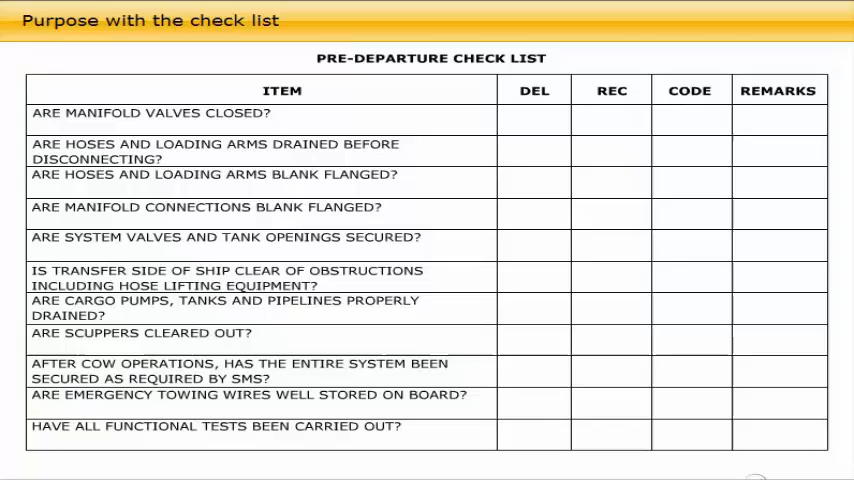 Purpose with the check list
PRE-DEPARTURE CHECK LIST
ITEM DEL REC CODE REMARKS
ARE MANIFOLD VALVES CLOSED?
ARE HOSES AND LOADING ARMS DRAINED BEFORE
DISCONNECTING?
ARE HOSES AND LOADING ARMS BLANK FLANGED?
ARE MANIFOLD CONNECTIONS BLANK FLANGED?
ARE SYSTEM VALVES AND TANK OPENINGS SECURED?
IS TRANSFER SIDE OF SHIP CLEAR OF OBSTRUCTIONS
INCLUDING HOSE LIFTING EQUIPMENT?
ARE CARGO PUMPS, TANKS AND PIPELINES PROPERLY
DRAINED?
ARE SCUPPERS CLEARED OUT?
AFTER COW OPERATIONS, HAS THE ENTIRE SYSTEM BEEN
SECURED AS REQUIRED BY SMS?
ARE EMERGENCY TOWING WIRES WELL STORED ON BOARD?
HAVE ALL FUNCTIONAL TESTS BEEN CARRIED OUT?